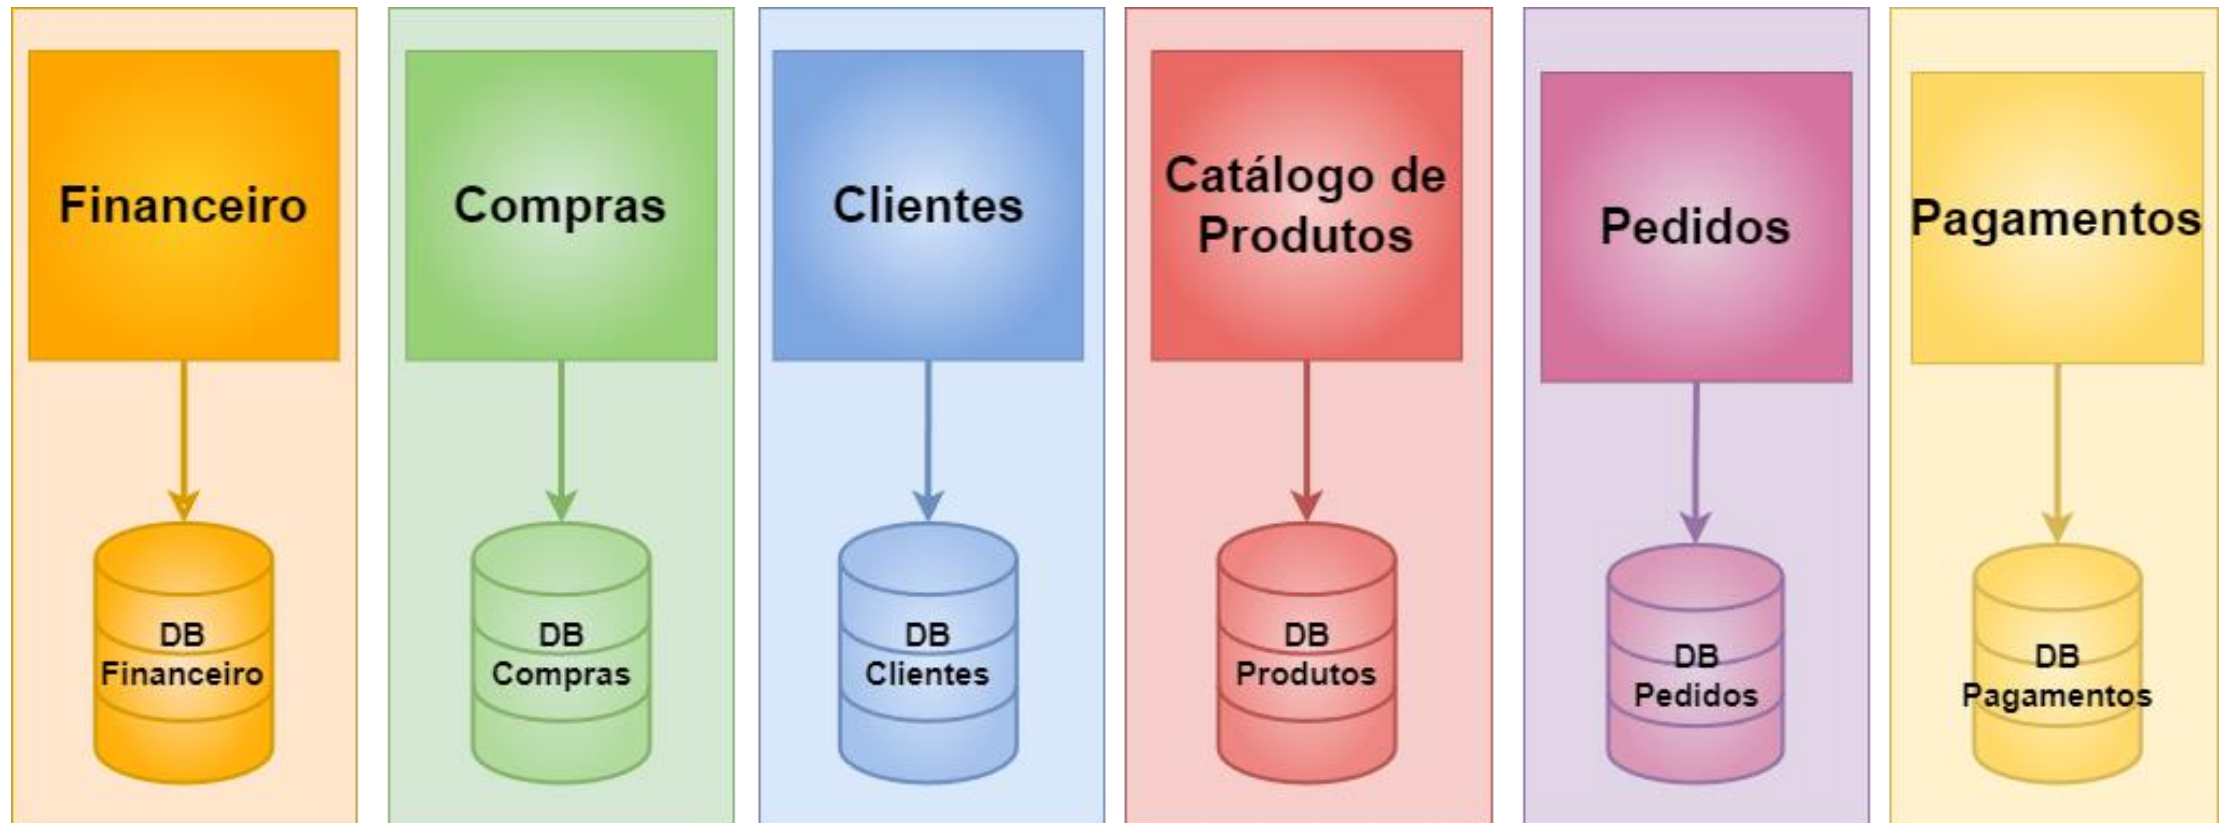 Financeiro
Compras
Clientes
Catálogo de
Produtos
Pedidos
Pagamentos
DB
Financeiro
DB
Compras
DB
Clientes
DB
Produtos
DB
Pedidos
DB
Pagamentos